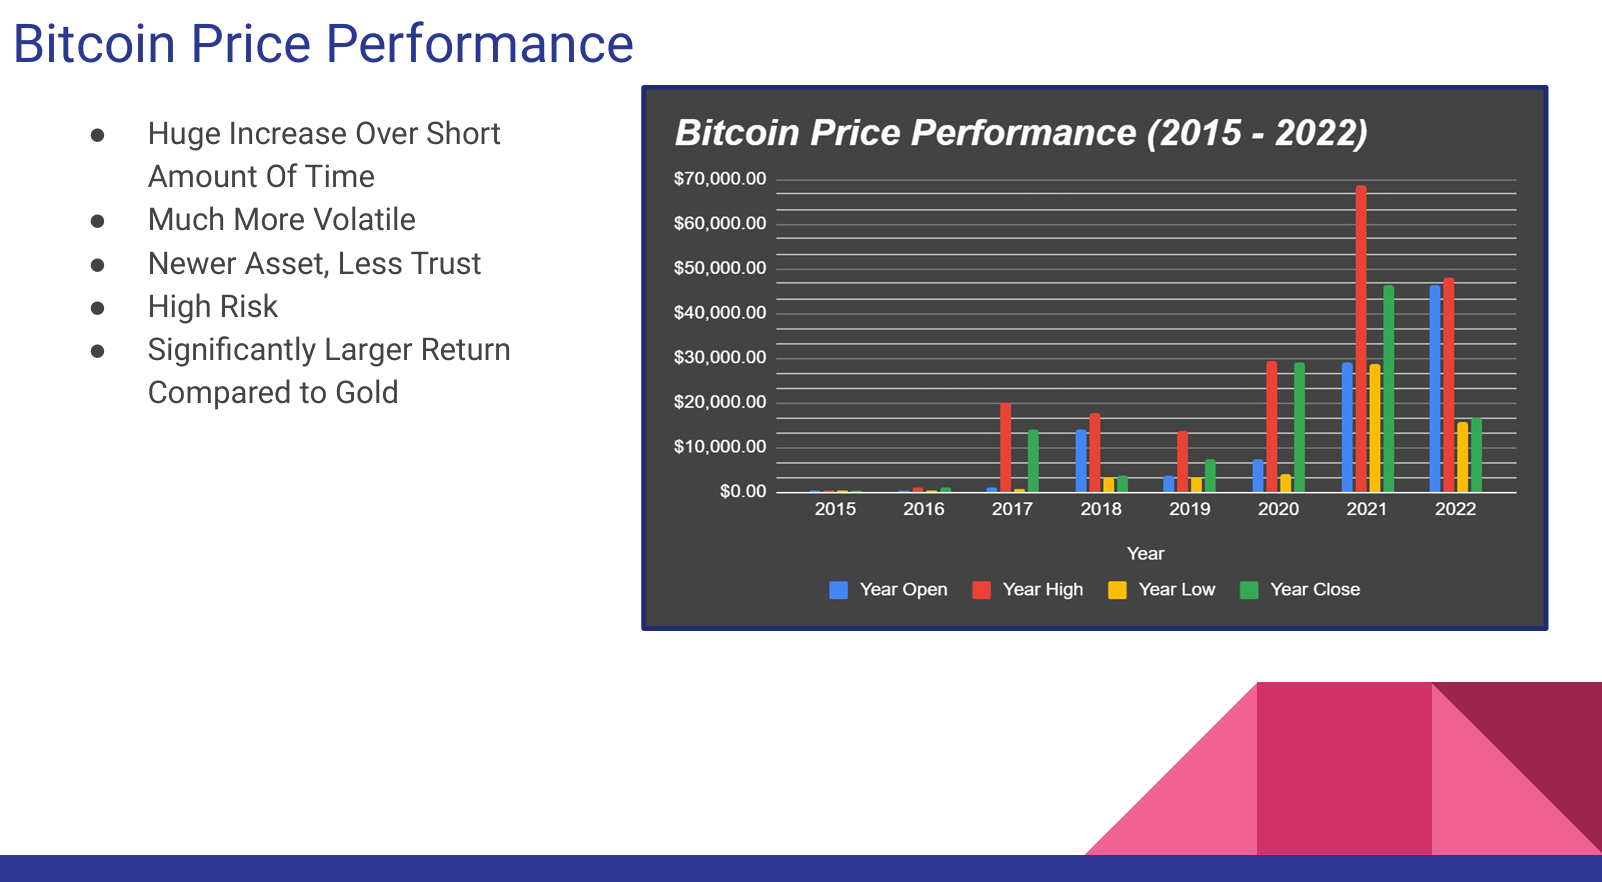 Bitcoin Price Performance
● Huge Increase Over Short
Amount Of Time
● Much More Volatile
● Newer Asset, Less Trust
● High Risk
● Significantly Larger Return
Compared to Gold
Bitcoin Price Performance (2015 - 2022)
$70,000.00
$60,000.00
$50,000.00
$40,000.00
$30,000.00
$20,000.00
$10,000.00
$0.00
2015 2016 2017 2018 2019 2020 2021 2022
Year
Year Open Year High Year Low Year Close